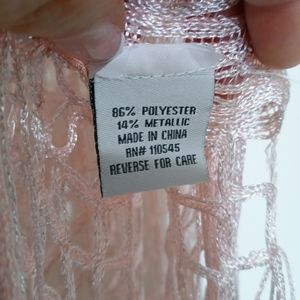 86% POLYESTER
14% METALLIC
MADE IN CHINA
RN# 110545
REVERSE FOR CARE